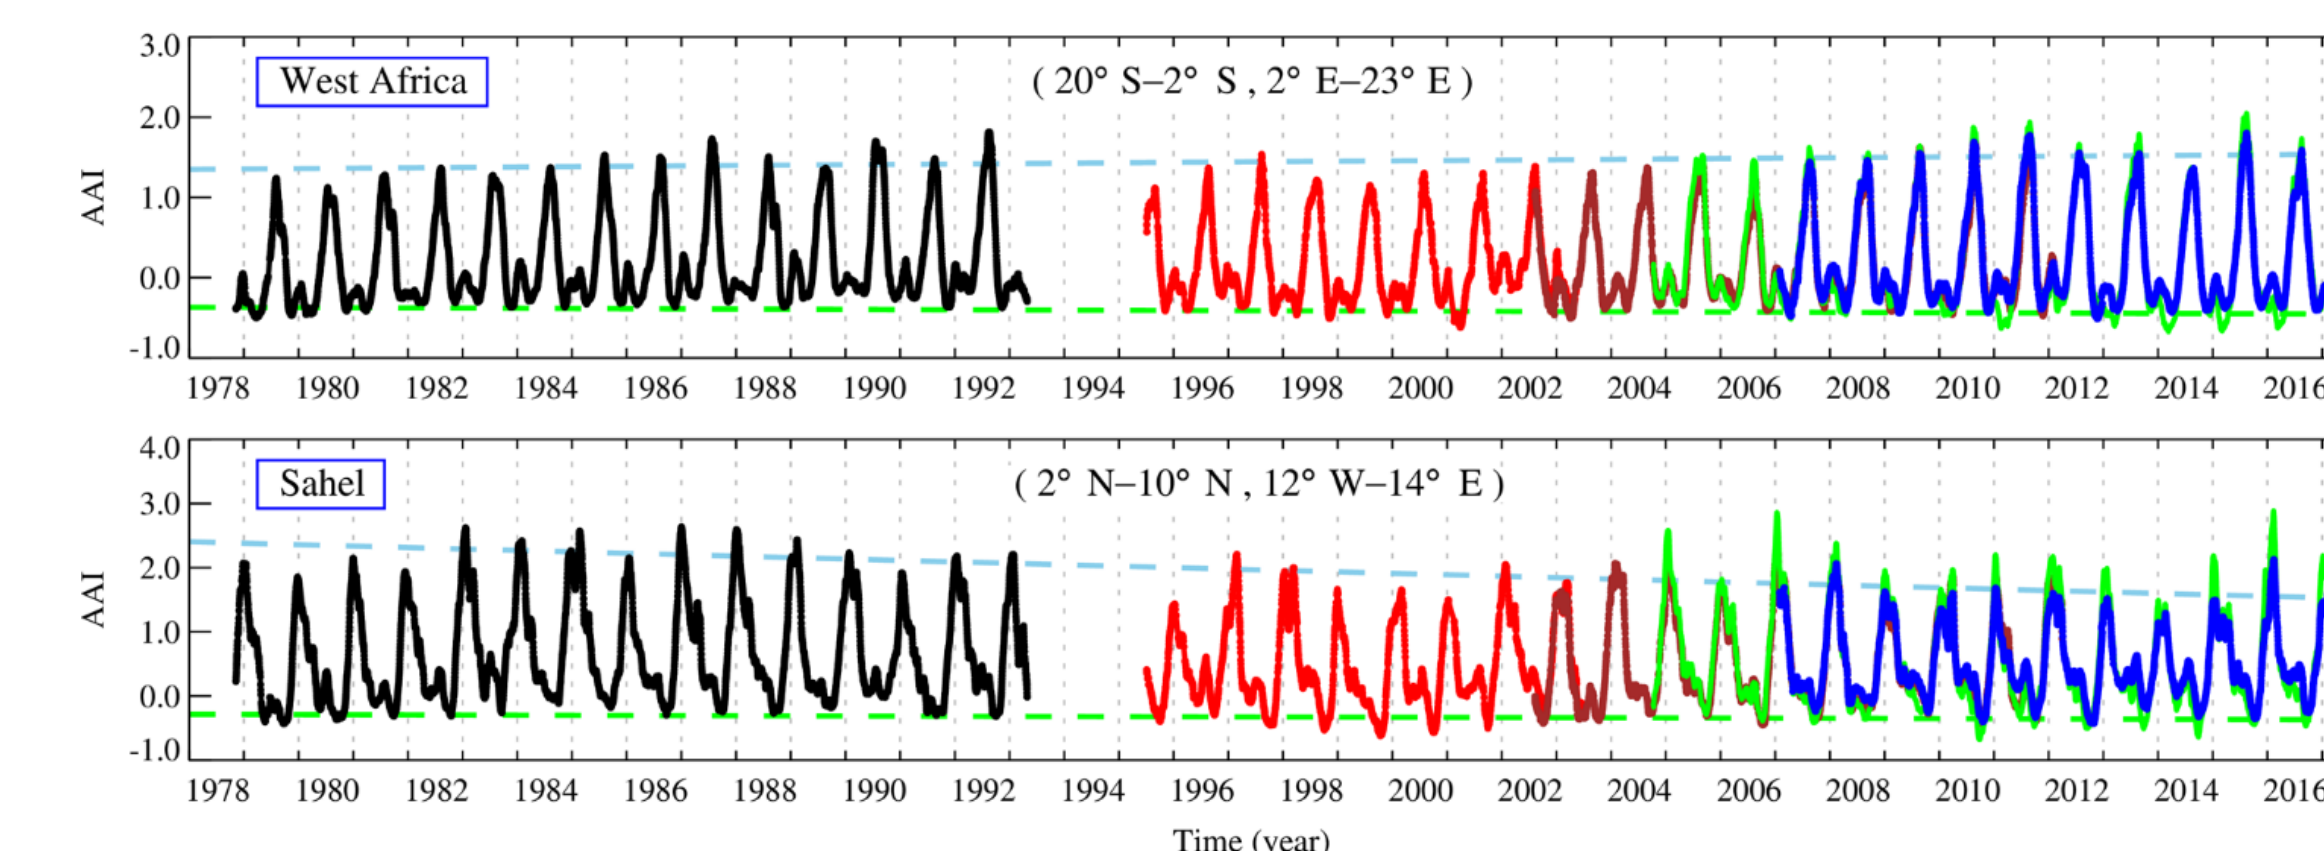 3.0
West Africa
( 20° S–2° S , 2° E–23° E )
2.0
AAI
1.0
0.0
-1.0
1978 1980 1982 1984 1986 1988 1990 1992 1994 1996 1998 2000 2002 2004 2006 2008 2010 2012 2014 2016
4.0
Sahel
( 2° N–10° N , 12° W–14° E )
3.0
2.0
AAI
1.0
0.0
-1.0
1978 1980 1982 1984 1986 1988 1990 1992 1994 1996 1998 2000 2002 2004 2006 2008 2010 2012 2014 2016
Time (year)